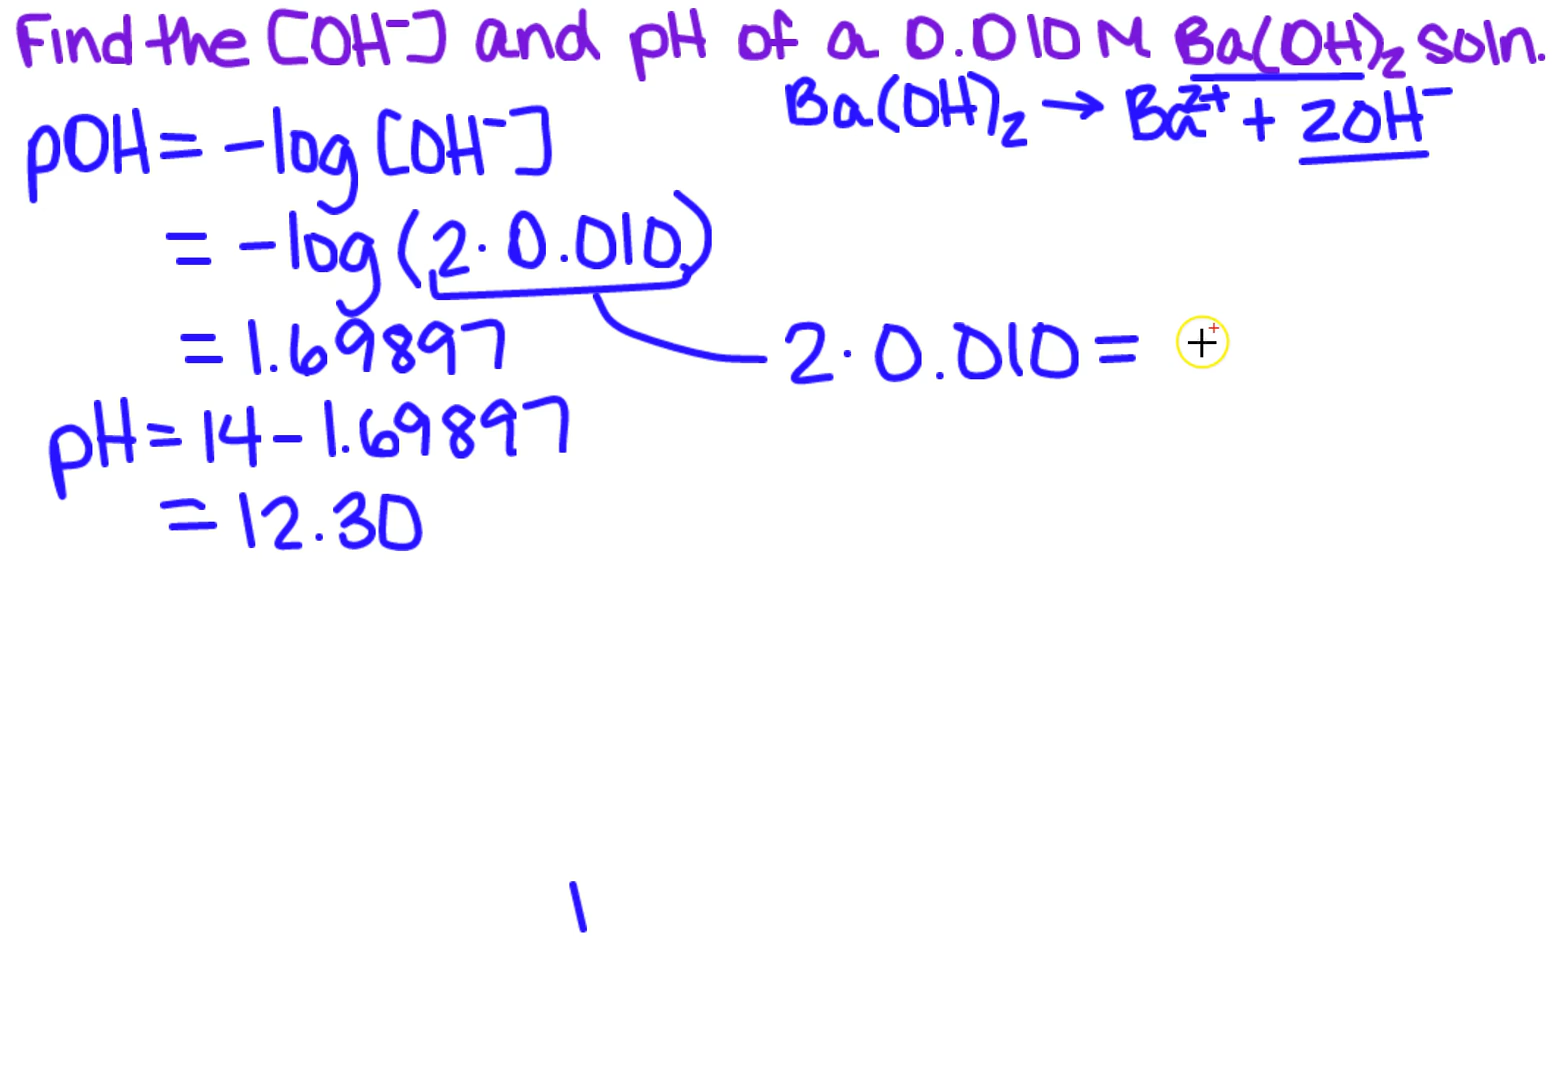 Find the [OH⁻] and pH of a 0.010 M Ba(OH)₂ soln.
Ba(OH)₂ → Ba²⁺ + 2OH⁻
pOH = -log [OH⁻]
= -log (2·0.010)
= 1.69897
2·0.010 =
pH = 14 - 1.69897
= 12.30